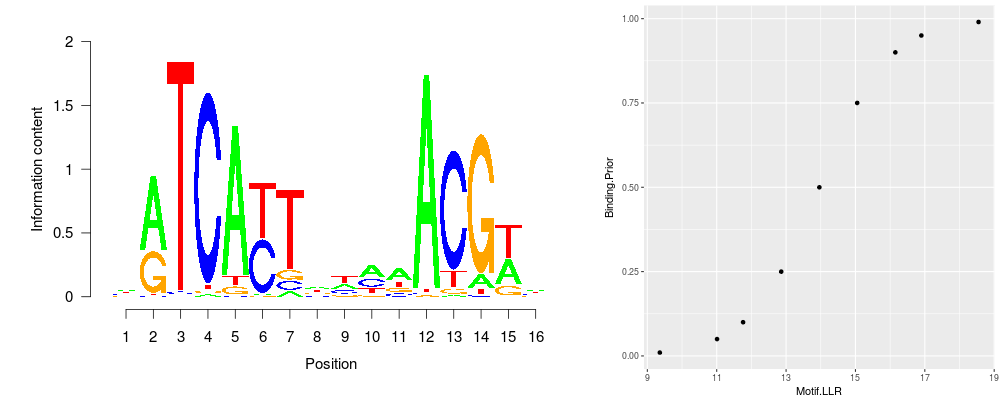 2
1.5
1
0.5
0
Information content
1 2 3 4 5 6 7 8 9 10 11 12 13 14 15 16
Position
A
G
T
C
A
T
C
T
A
C
G
T
A
1.00
0.75
0.50
0.25
0.00
Binding.Prior
9 11 13 15 17 19
Motif.LLR